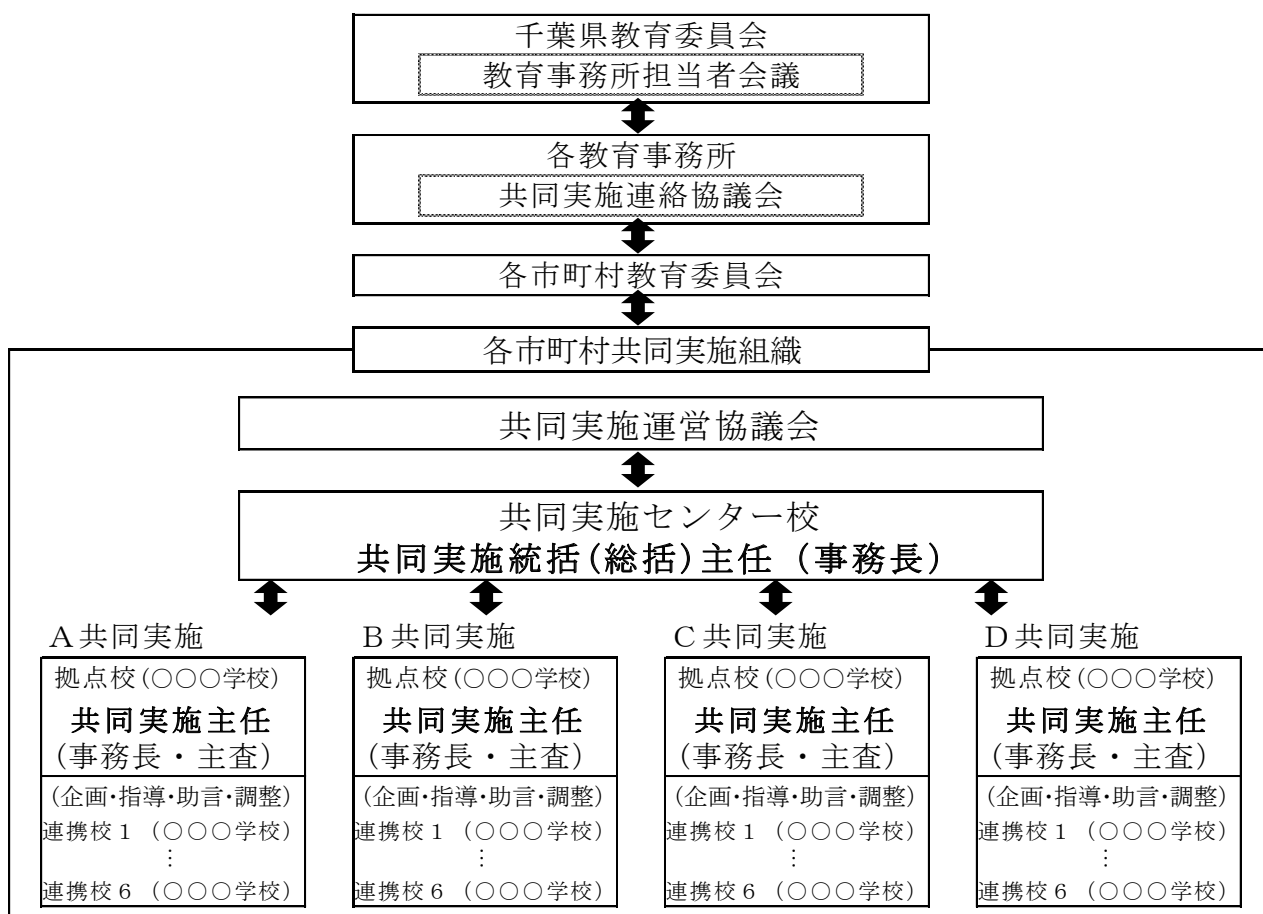 千葉県教育委員会
教育事務所担当者会議
各教育事務所
共同実施連絡協議会
各市町村教育委員会
各市町村共同実施組織
共同実施運営協議会
共同実施センター校
共同実施統括(総括)主任（事務長）
A共同実施
拠点校(○○○学校)
共同実施主任
(事務長・主査)
(企画・指導・助言・調整)
連携校1 (○○○学校)
⋮
連携校6 (○○○学校)
B共同実施
拠点校(○○○学校)
共同実施主任
(事務長・主査)
(企画・指導・助言・調整)
連携校1 (○○○学校)
⋮
連携校6 (○○○学校)
C共同実施
拠点校(○○○学校)
共同実施主任
(事務長・主査)
(企画・指導・助言・調整)
連携校1 (○○○学校)
⋮
連携校6 (○○○学校)
D共同実施
拠点校(○○○学校)
共同実施主任
(事務長・主査)
(企画・指導・助言・調整)
連携校1 (○○○学校)
⋮
連携校6 (○○○学校)